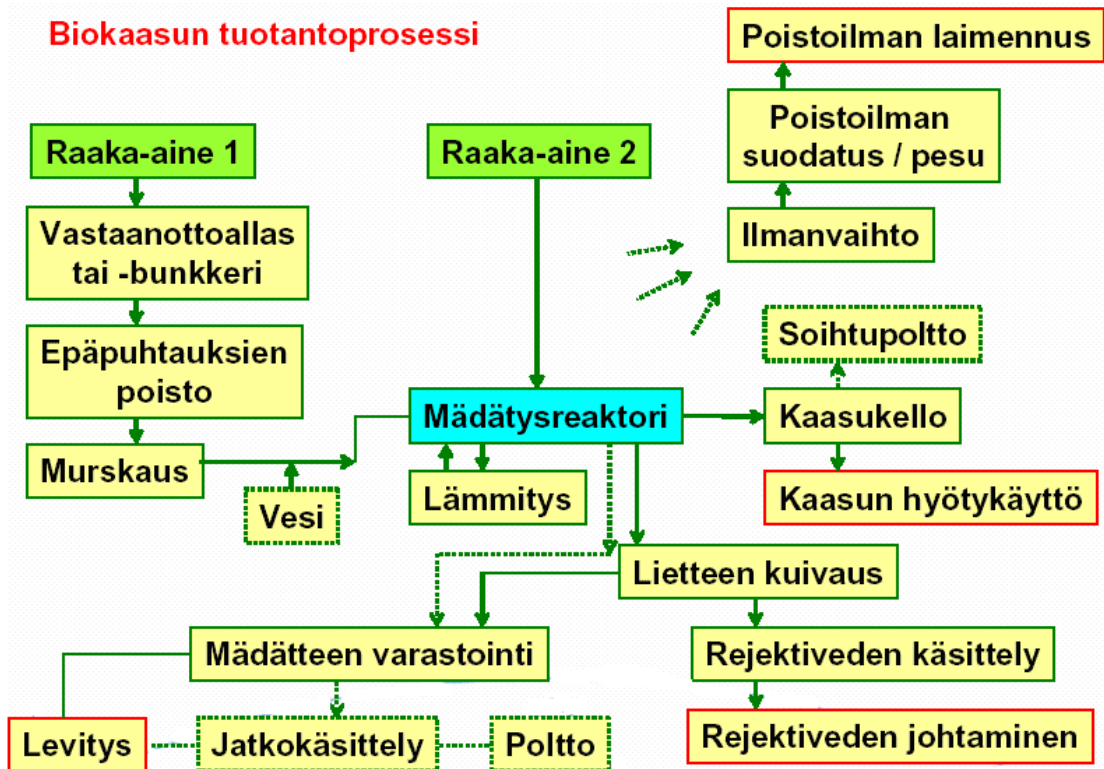 Biokaasun tuotantoprosessi
Poistoilman laimennus
Poistoilman
suodatus / pesu
Raaka-aine 1
Raaka-aine 2
Ilmanvaihto
Vastaanottoallas
tai -bunkkeri
Soihtupoltto
Epäpuhtauksien
poisto
Mädätysreaktori
Kaasukello
Murskaus
Vesi
Lämmitys
Kaasun hyötykäyttö
Lietteen kuivaus
Mädätteen varastointi
Rejektiveden käsittely
Levitys
Jatkokäsittely
Poltto
Rejektiveden johtaminen